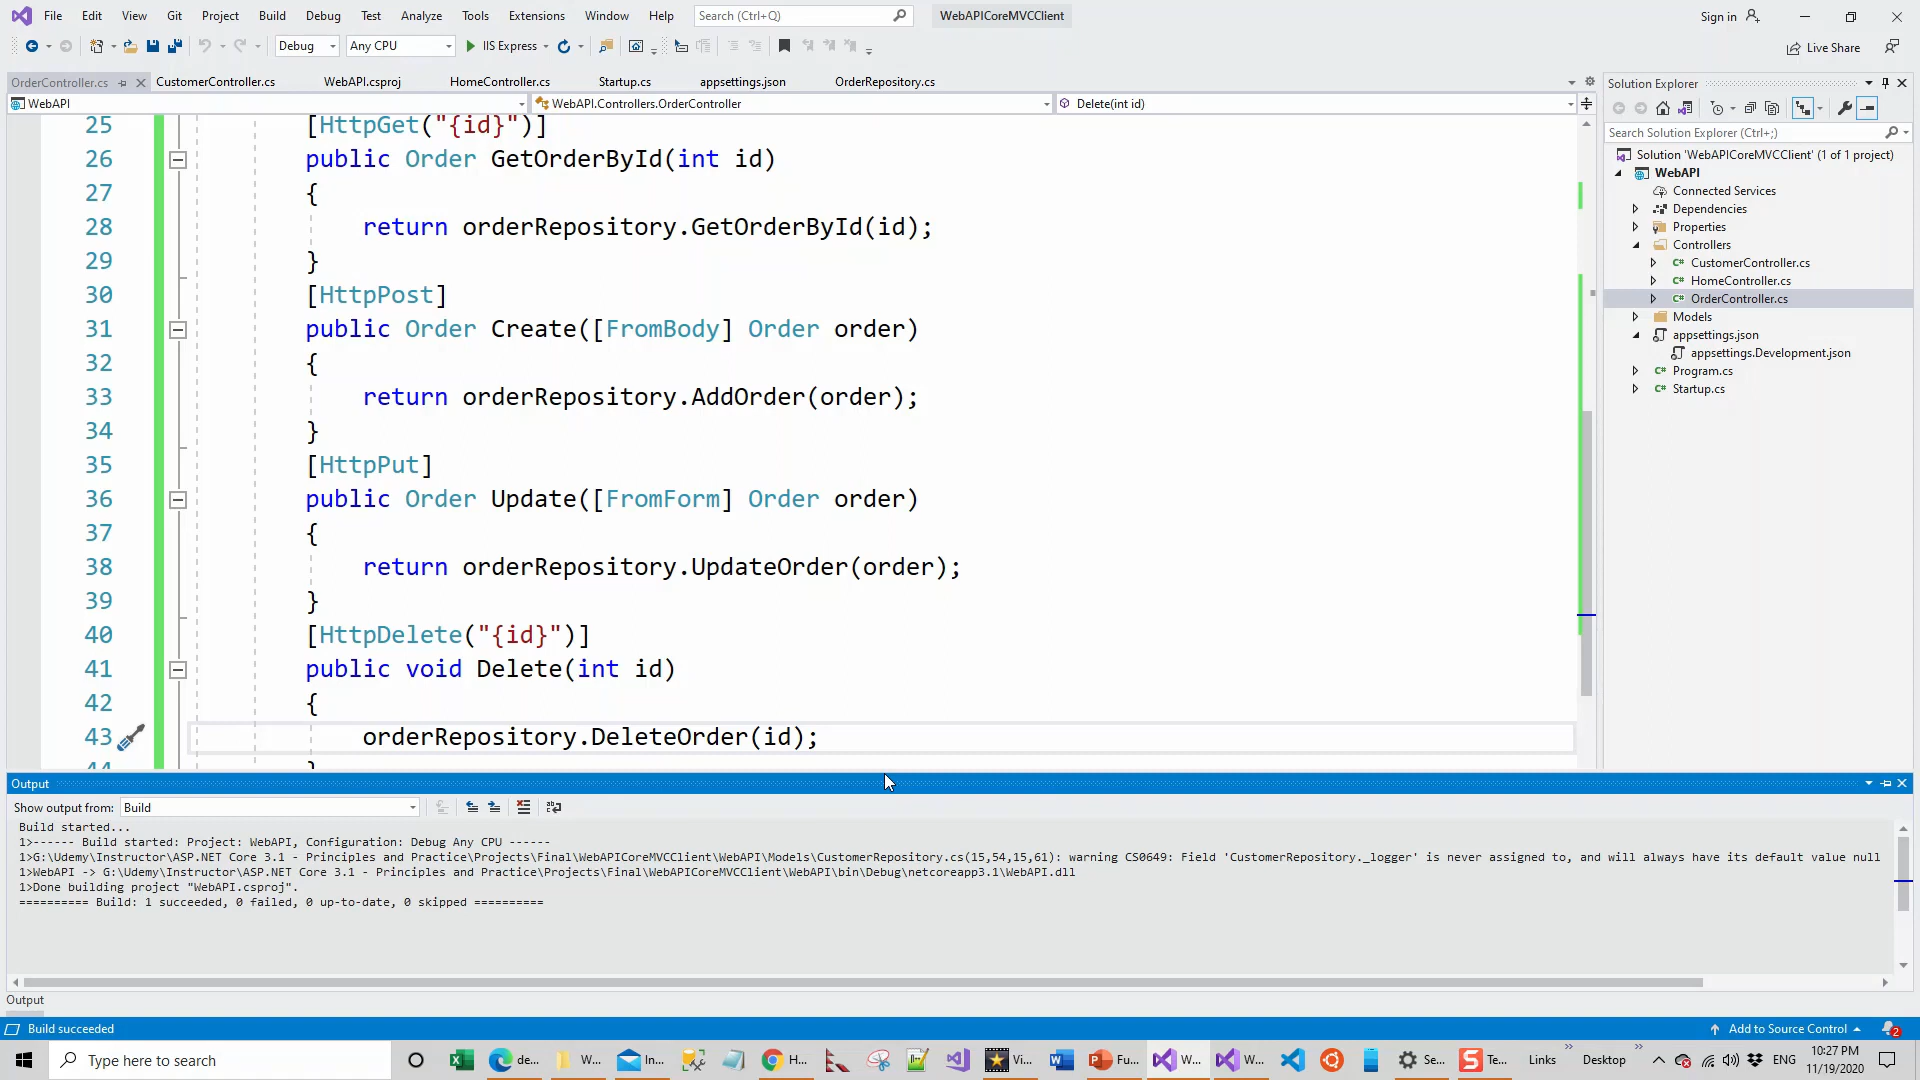 File Edit View Git Project Build Debug Test Analyze Tools Extensions Window Help Search (Ctrl+Q) WebAPICoreMVCClient Sign in
Debug Any CPU IIS Express Live Share
OrderController.cs CustomerController.cs WebAPI.csproj HomeController.cs Startup.cs appsettings.json OrderRepository.cs
WebAPI WebAPI.Controllers.OrderController Delete(int id)
25 [HttpGet("{id}")]
26 public Order GetOrderById(int id)
27 {
28 return orderRepository.GetOrderById(id);
29 }
30 [HttpPost]
31 public Order Create([FromBody] Order order)
32 {
33 return orderRepository.AddOrder(order);
34 }
35 [HttpPut]
36 public Order Update([FromForm] Order order)
37 {
38 return orderRepository.UpdateOrder(order);
39 }
40 [HttpDelete("{id}")]
41 public void Delete(int id)
42 {
43 orderRepository.DeleteOrder(id);
44 }
Solution Explorer
Search Solution Explorer (Ctrl+;)
Solution 'WebAPICoreMVCClient' (1 of 1 project)
WebAPI
Connected Services
Dependencies
Properties
Controllers
C# CustomerController.cs
C# HomeController.cs
C# OrderController.cs
Models
appsettings.json
appsettings.Development.json
C# Program.cs
C# Startup.cs
Output
Show output from: Build
Build started...
1>------ Build started: Project: WebAPI, Configuration: Debug Any CPU ------
1>G:\Udemy\Instructor\ASP.NET Core 3.1 - Principles and Practice\Projects\Final\WebAPICoreMVCClient\WebAPI\Models\CustomerRepository.cs(15,54,15,61): warning CS0649: Field 'CustomerRepository._logger' is never assigned to, and will always have its default value null
1>WebAPI -> G:\Udemy\Instructor\ASP.NET Core 3.1 - Principles and Practice\Projects\Final\WebAPICoreMVCClient\WebAPI\bin\Debug\netcoreapp3.1\WebAPI.dll
1>Done building project "WebAPI.csproj".
========== Build: 1 succeeded, 0 failed, 0 up-to-date, 0 skipped ==========
Output
Build succeeded Add to Source Control 2
Type here to search de... W... In... H... Vi... Fu... W... W... Se... Te... Links Desktop ENG 10:27 PM
11/19/2020